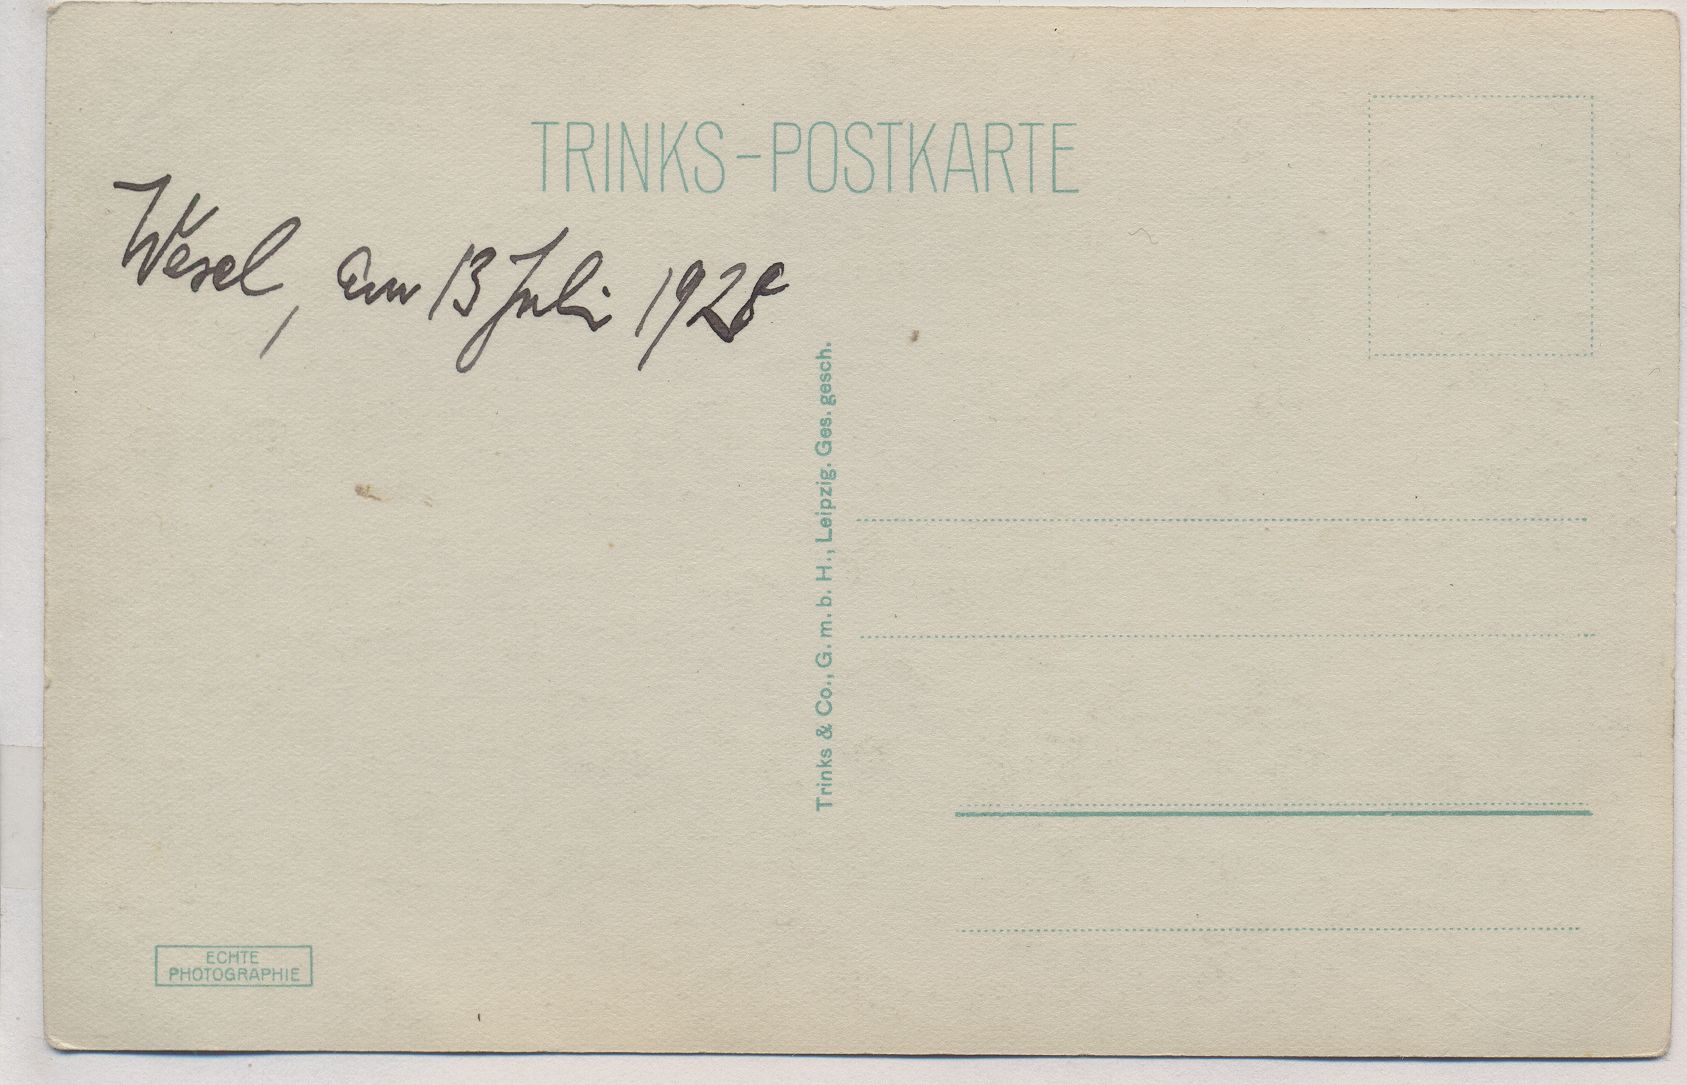 TRINKS-POSTKARTE
Wesel, am 13 Juli 1928
Trinks & Co., G. m. b. H., Leipzig. Ges. gesch.
ECHTE
PHOTOGRAPHIE